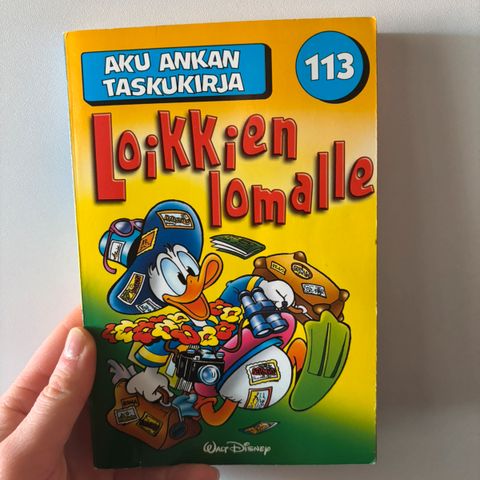 AKU ANKAN
TASKUKIRJA
113
Loikkien
lomalle
WALT DISNEY